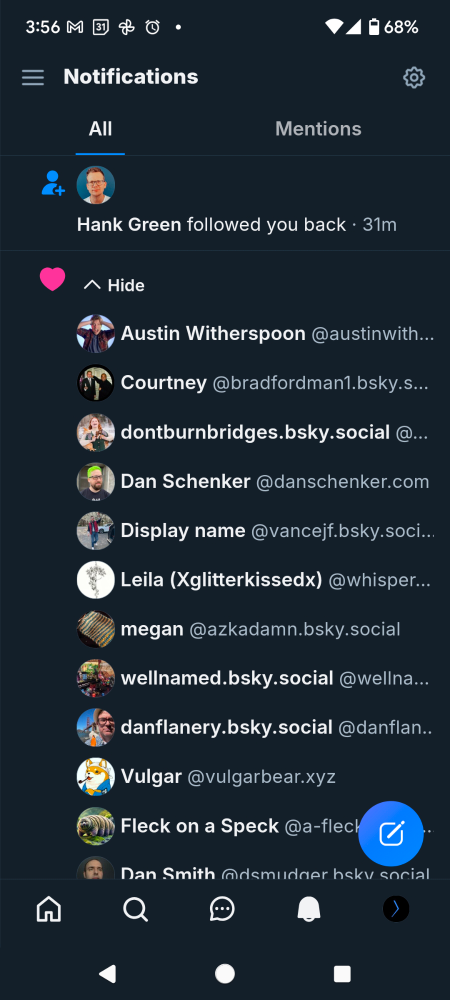 3:56
31
68%
Notifications
All
Mentions
Hank Green followed you back · 31m
Hide
Austin Witherspoon @austinwith...
Courtney @bradfordman1.bsky.s...
dontburnbridges.bsky.social @...
Dan Schenker @danschenker.com
Display name @vancejf.bsky.soci...
Leila (Xglitterkissedx) @whisper...
megan @azkadamn.bsky.social
wellnamed.bsky.social @wellna...
danflanery.bsky.social @danflan...
Vulgar @vulgarbear.xyz
Fleck on a Speck @a-fleck
Dan Smith @dsmudger.bsky.social